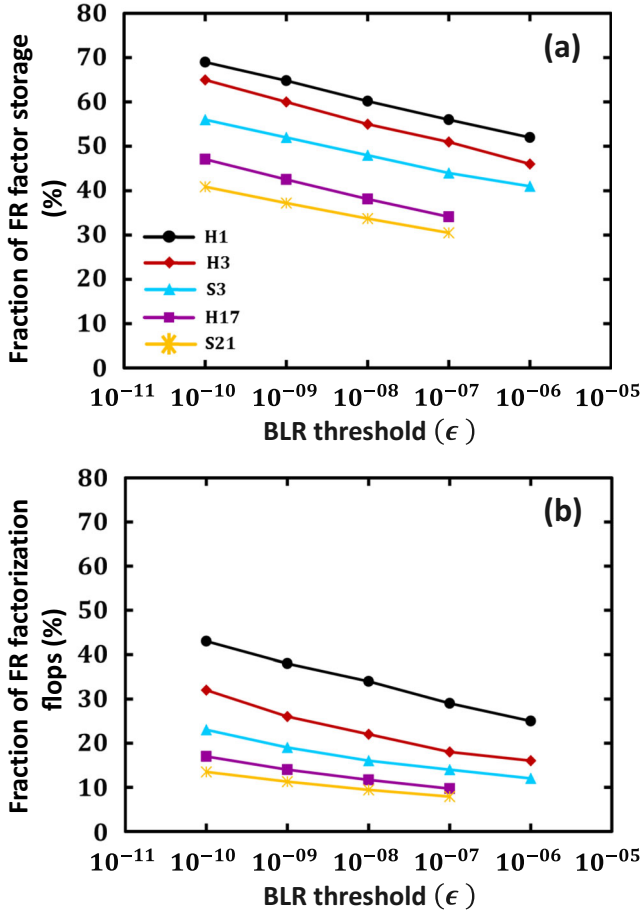 80
(a)
70
60
50
40
30
20
10
0
Fraction of FR factor storage
(%)
H1
H3
S3
H17
S21
10⁻¹¹ 10⁻¹⁰ 10⁻⁰⁹ 10⁻⁰⁸ 10⁻⁰⁷ 10⁻⁰⁶ 10⁻⁰⁵
BLR threshold (ϵ)
80
(b)
70
60
50
40
30
20
10
0
Fraction of FR factorization
flops (%)
10⁻¹¹ 10⁻¹⁰ 10⁻⁰⁹ 10⁻⁰⁸ 10⁻⁰⁷ 10⁻⁰⁶ 10⁻⁰⁵
BLR threshold (ϵ)